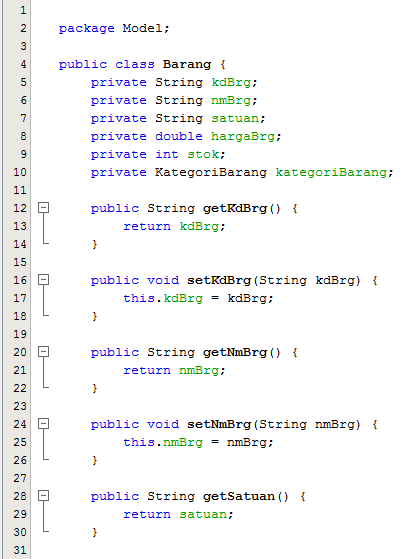 1
2 package Model;
3
4 public class Barang {
5 private String kdBrg;
6 private String nmBrg;
7 private String satuan;
8 private double hargaBrg;
9 private int stok;
10 private KategoriBarang kategoriBarang;
11
12 public String getKdBrg() {
13 return kdBrg;
14 }
15
16 public void setKdBrg(String kdBrg) {
17 this.kdBrg = kdBrg;
18 }
19
20 public String getNmBrg() {
21 return nmBrg;
22 }
23
24 public void setNmBrg(String nmBrg) {
25 this.nmBrg = nmBrg;
26 }
27
28 public String getSatuan() {
29 return satuan;
30 }
31